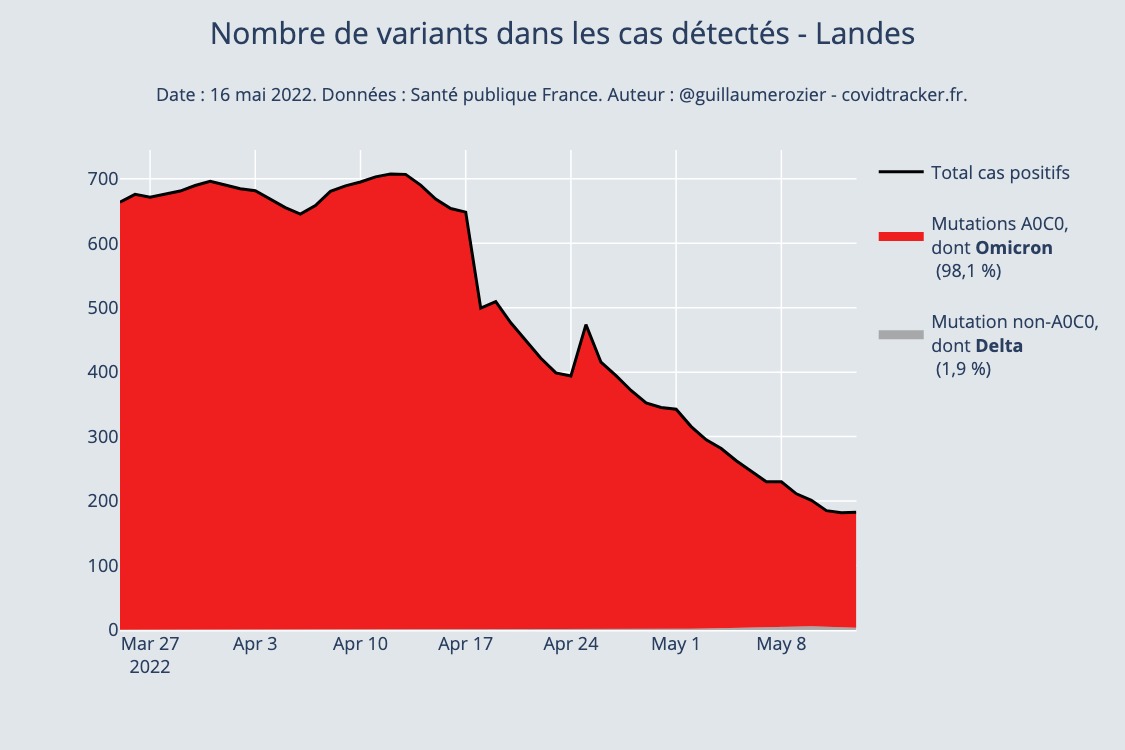 Nombre de variants dans les cas détectés - Landes
Date : 16 mai 2022. Données : Santé publique France. Auteur : @guillaumerozier - covidtracker.fr.
700
600
500
400
300
200
100
0
Mar 27
2022
Apr 3
Apr 10
Apr 17
Apr 24
May 1
May 8
Total cas positifs
Mutations A0C0,
dont Omicron
(98,1 %)
Mutation non-A0C0,
dont Delta
(1,9 %)